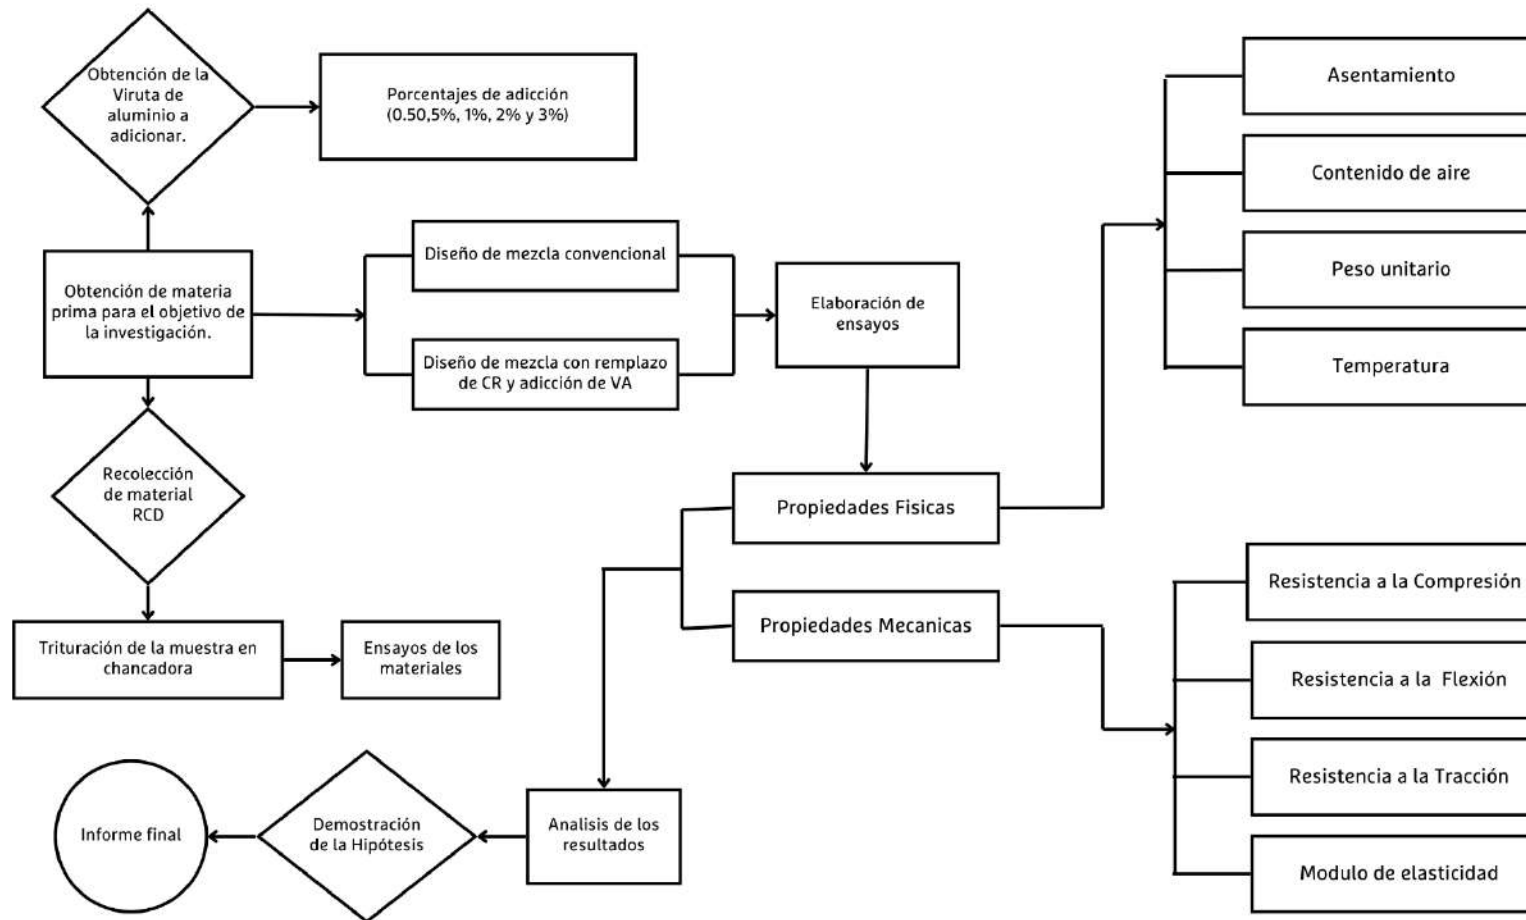 Obtención de la
Viruta de
aluminio a
adicionar.
Porcentajes de adicción
(0.50,5%, 1%, 2% y 3%)
Obtención de materia
prima para el objetivo de
la investigación.
Diseño de mezcla convencional
Diseño de mezcla con remplazo
de CR y adicción de VA
Elaboración de
ensayos
Asentamiento
Contenido de aire
Peso unitario
Temperatura
Recolección
de material
RCD
Trituración de la muestra en
chancadora
Ensayos de los
materiales
Propiedades Fisicas
Propiedades Mecanicas
Resistencia a la Compresión
Resistencia a la Flexión
Resistencia a la Tracción
Modulo de elasticidad
Analisis de los
resultados
Demostración
de la Hipótesis
Informe final